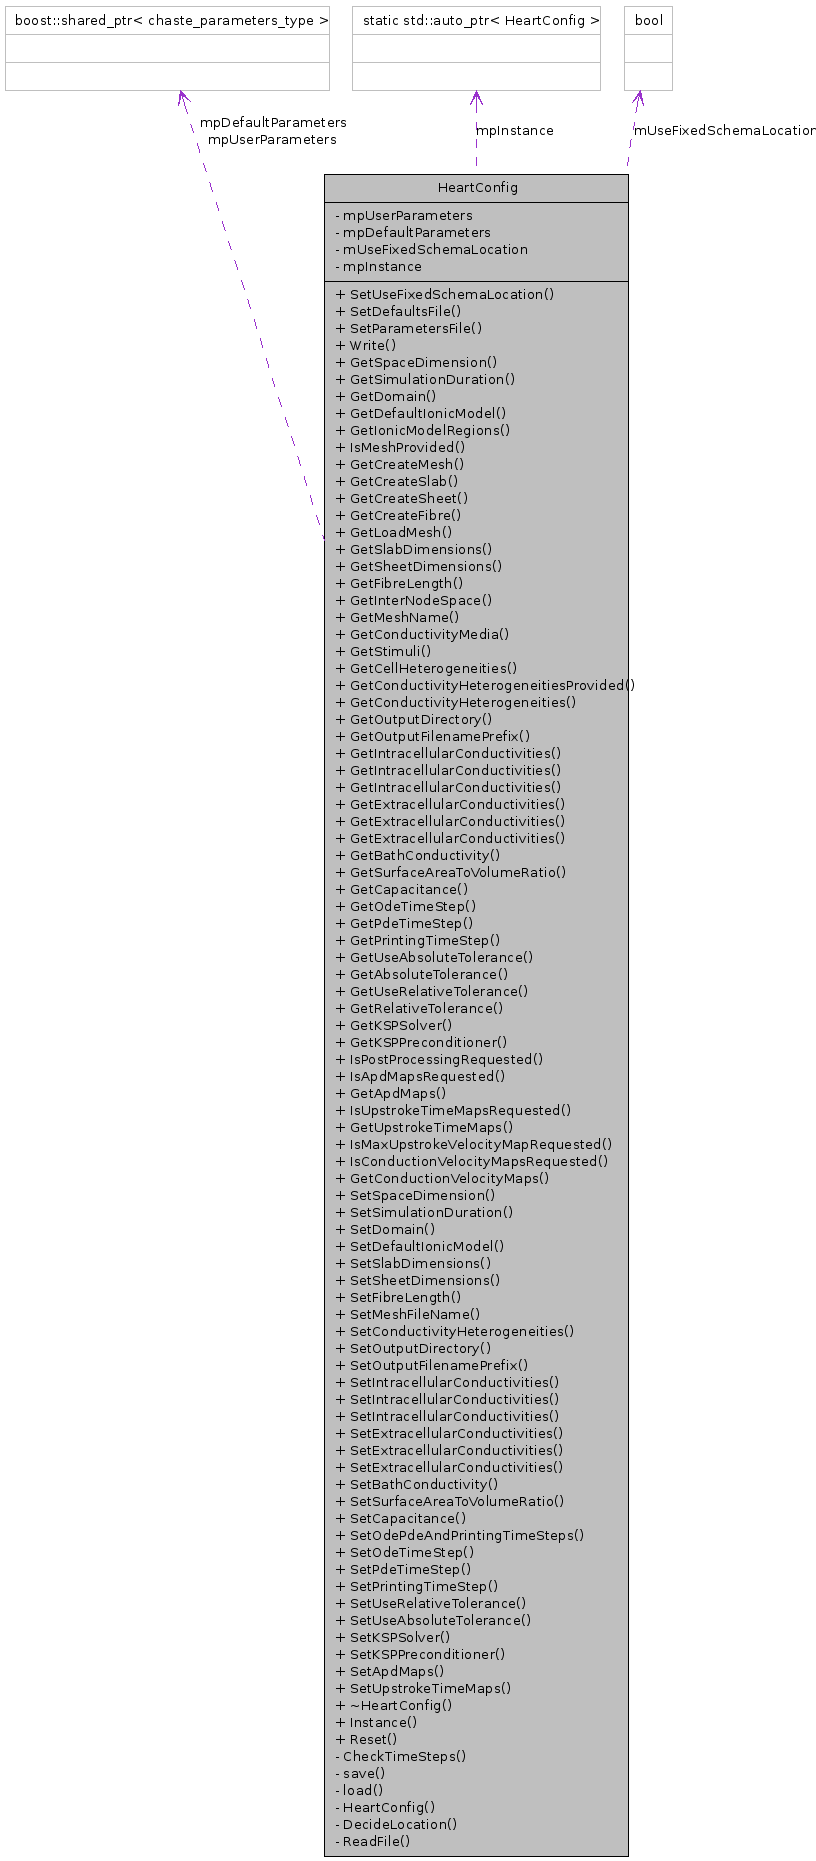 boost::shared_ptr< chaste_parameters_type >
static std::auto_ptr< HeartConfig >
bool
mpDefaultParameters
mpUserParameters
mpInstance
mUseFixedSchemaLocation
HeartConfig
- mpUserParameters
- mpDefaultParameters
- mUseFixedSchemaLocation
- mpInstance
+ SetUseFixedSchemaLocation()
+ SetDefaultsFile()
+ SetParametersFile()
+ Write()
+ GetSpaceDimension()
+ GetSimulationDuration()
+ GetDomain()
+ GetDefaultIonicModel()
+ GetIonicModelRegions()
+ IsMeshProvided()
+ GetCreateMesh()
+ GetCreateSlab()
+ GetCreateSheet()
+ GetCreateFibre()
+ GetLoadMesh()
+ GetSlabDimensions()
+ GetSheetDimensions()
+ GetFibreLength()
+ GetInterNodeSpace()
+ GetMeshName()
+ GetConductivityMedia()
+ GetStimuli()
+ GetCellHeterogeneities()
+ GetConductivityHeterogeneitiesProvided()
+ GetConductivityHeterogeneities()
+ GetOutputDirectory()
+ GetOutputFilenamePrefix()
+ GetIntracellularConductivities()
+ GetIntracellularConductivities()
+ GetIntracellularConductivities()
+ GetExtracellularConductivities()
+ GetExtracellularConductivities()
+ GetExtracellularConductivities()
+ GetBathConductivity()
+ GetSurfaceAreaToVolumeRatio()
+ GetCapacitance()
+ GetOdeTimeStep()
+ GetPdeTimeStep()
+ GetPrintingTimeStep()
+ GetUseAbsoluteTolerance()
+ GetAbsoluteTolerance()
+ GetUseRelativeTolerance()
+ GetRelativeTolerance()
+ GetKSPSolver()
+ GetKSPPreconditioner()
+ IsPostProcessingRequested()
+ IsApdMapsRequested()
+ GetApdMaps()
+ IsUpstrokeTimeMapsRequested()
+ GetUpstrokeTimeMaps()
+ IsMaxUpstrokeVelocityMapRequested()
+ IsConductionVelocityMapsRequested()
+ GetConductionVelocityMaps()
+ SetSpaceDimension()
+ SetSimulationDuration()
+ SetDomain()
+ SetDefaultIonicModel()
+ SetSlabDimensions()
+ SetSheetDimensions()
+ SetFibreLength()
+ SetMeshFileName()
+ SetConductivityHeterogeneities()
+ SetOutputDirectory()
+ SetOutputFilenamePrefix()
+ SetIntracellularConductivities()
+ SetIntracellularConductivities()
+ SetIntracellularConductivities()
+ SetExtracellularConductivities()
+ SetExtracellularConductivities()
+ SetExtracellularConductivities()
+ SetBathConductivity()
+ SetSurfaceAreaToVolumeRatio()
+ SetCapacitance()
+ SetOdePdeAndPrintingTimeSteps()
+ SetOdeTimeStep()
+ SetPdeTimeStep()
+ SetPrintingTimeStep()
+ SetUseRelativeTolerance()
+ SetUseAbsoluteTolerance()
+ SetKSPSolver()
+ SetKSPPreconditioner()
+ SetApdMaps()
+ SetUpstrokeTimeMaps()
+ ~HeartConfig()
+ Instance()
+ Reset()
- CheckTimeSteps()
- save()
- load()
- HeartConfig()
- DecideLocation()
- ReadFile()